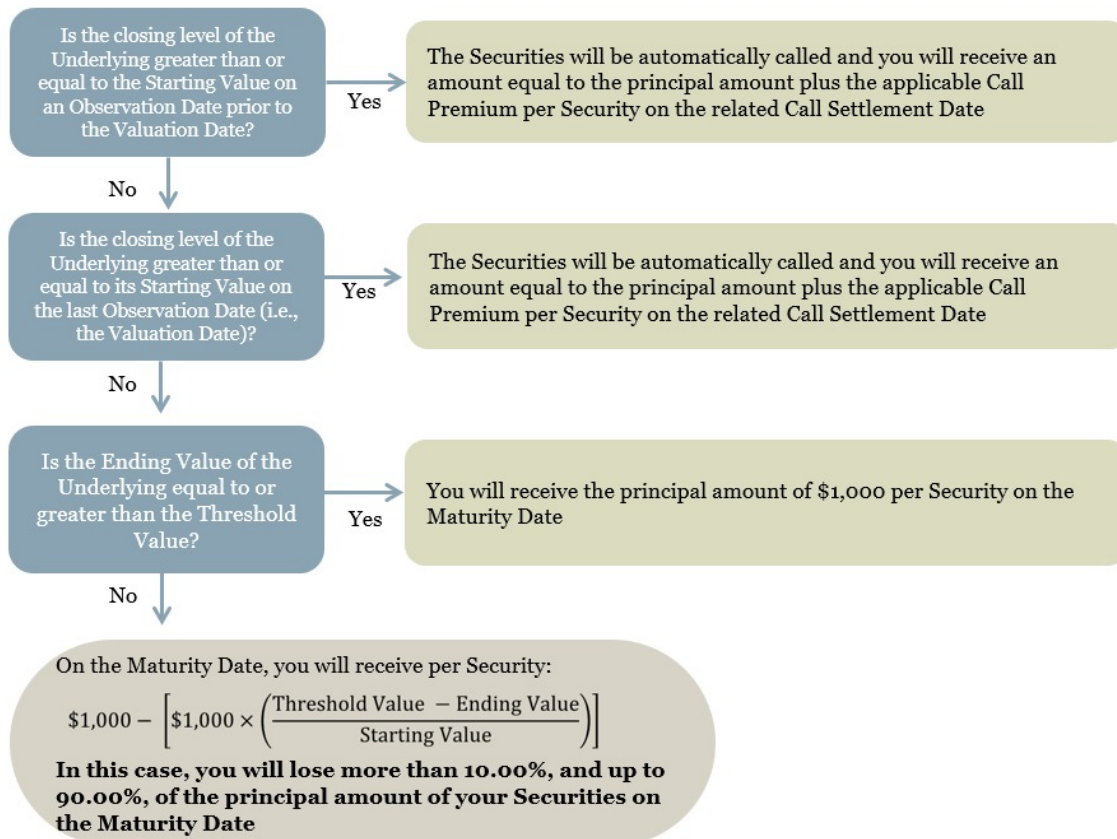 Is the closing level of the
Underlying greater than or
equal to the Starting Value on
an Observation Date prior to
the Valuation Date?
Yes
The Securities will be automatically called and you will receive an
amount equal to the principal amount plus the applicable Call
Premium per Security on the related Call Settlement Date
No
Is the closing level of the
Underlying greater than or
equal to its Starting Value on
the last Observation Date (i.e.,
the Valuation Date)?
Yes
The Securities will be automatically called and you will receive an
amount equal to the principal amount plus the applicable Call
Premium per Security on the related Call Settlement Date
No
Is the Ending Value of the
Underlying equal to or
greater than the Threshold
Value?
Yes
You will receive the principal amount of $1,000 per Security on the
Maturity Date
No
On the Maturity Date, you will receive per Security:
$1,000 − [$1,000 × (Threshold Value − Ending Value / Starting Value)]
In this case, you will lose more than 10.00%, and up to
90.00%, of the principal amount of your Securities on
the Maturity Date